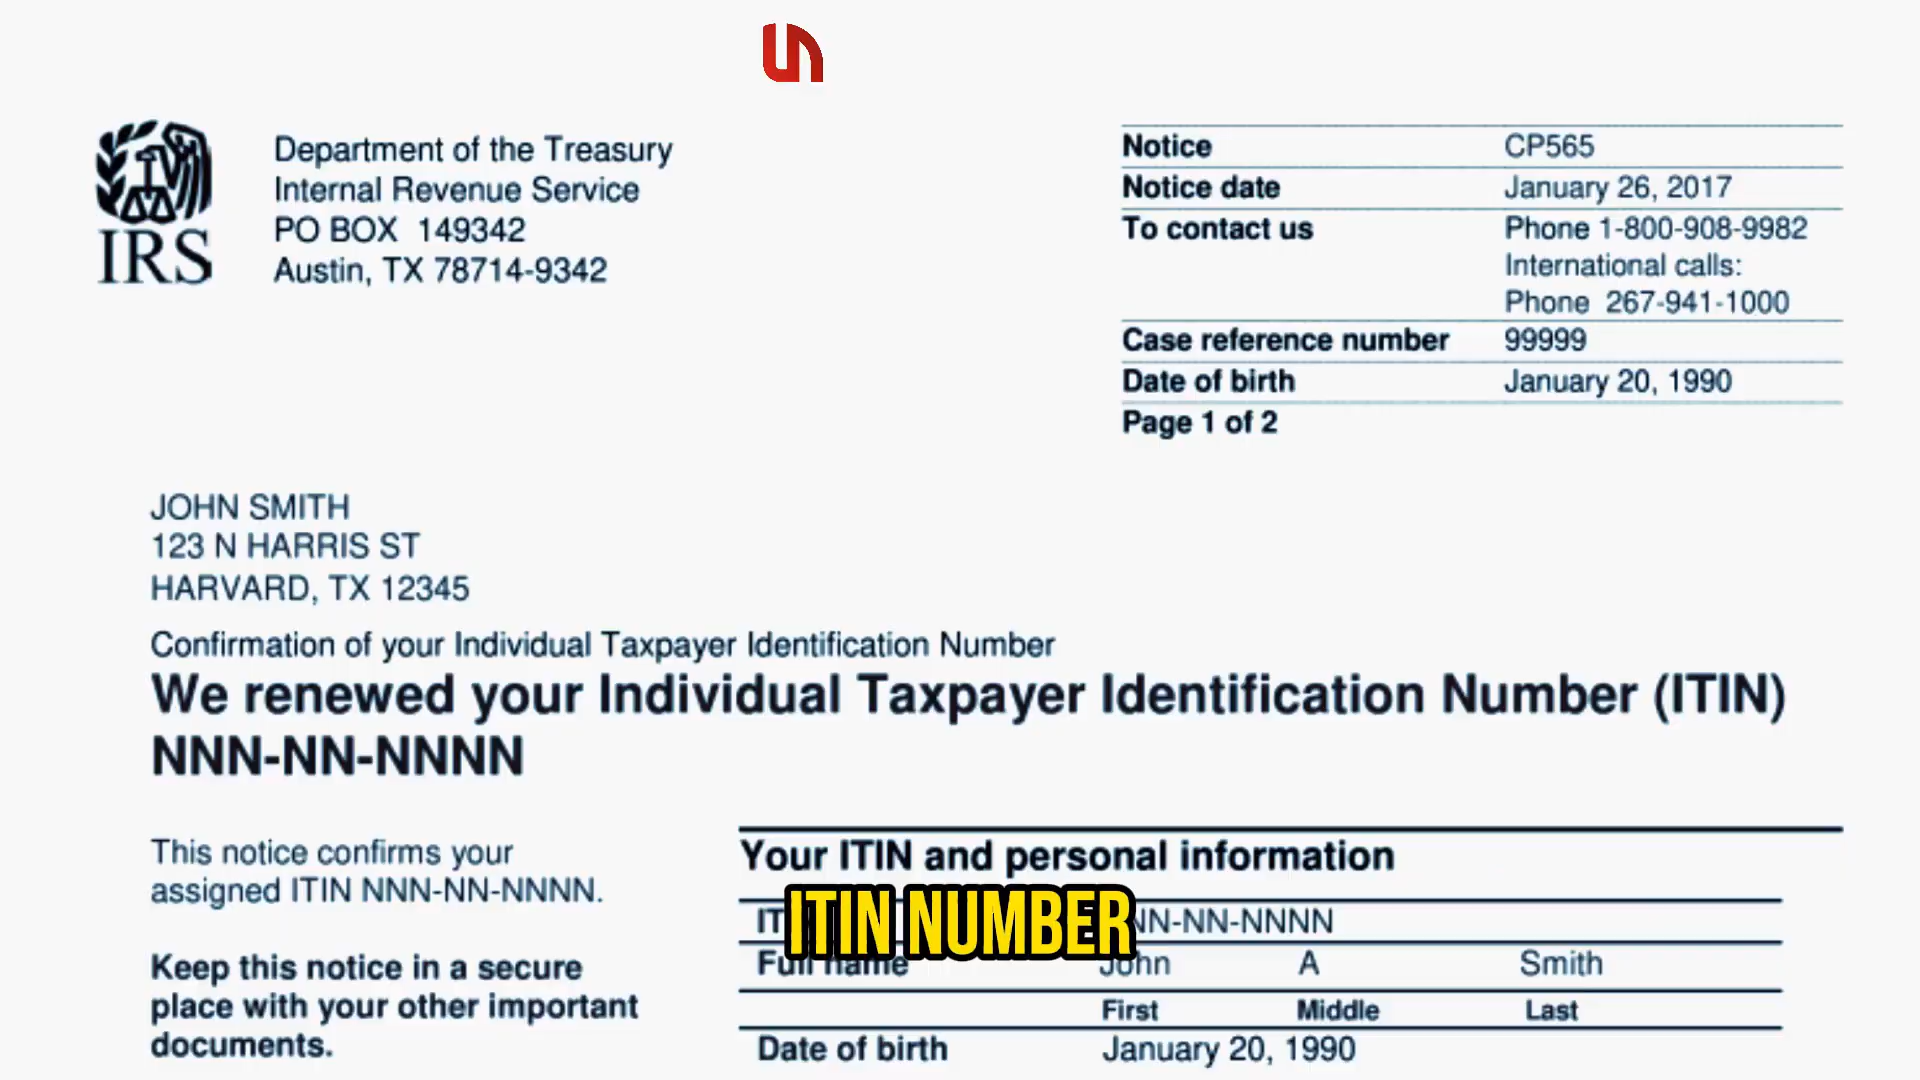 IRS
Department of the Treasury
Internal Revenue Service
PO BOX 149342
Austin, TX 78714-9342
Notice CP565
Notice date January 26, 2017
To contact us Phone 1-800-908-9982
International calls:
Phone 267-941-1000
Case reference number 99999
Date of birth January 20, 1990
Page 1 of 2
JOHN SMITH
123 N HARRIS ST
HARVARD, TX 12345
Confirmation of your Individual Taxpayer Identification Number
We renewed your Individual Taxpayer Identification Number (ITIN)
NNN-NN-NNNN
This notice confirms your
assigned ITIN NNN-NN-NNNN.
Keep this notice in a secure
place with your other important
documents.
Your ITIN and personal information
ITIN NUMBER
Full name John A Smith
First Middle Last
Date of birth January 20, 1990